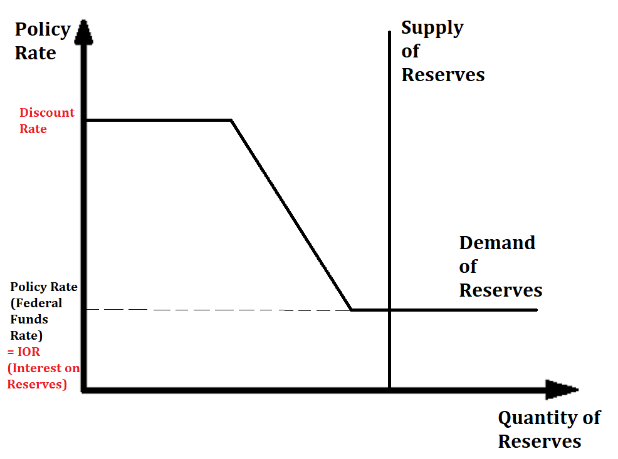 Policy
Rate
Supply
of
Reserves
Discount
Rate
Demand
of
Reserves
Policy Rate
(Federal
Funds
Rate)
= IOR
(Interest on
Reserves)
Quantity of
Reserves